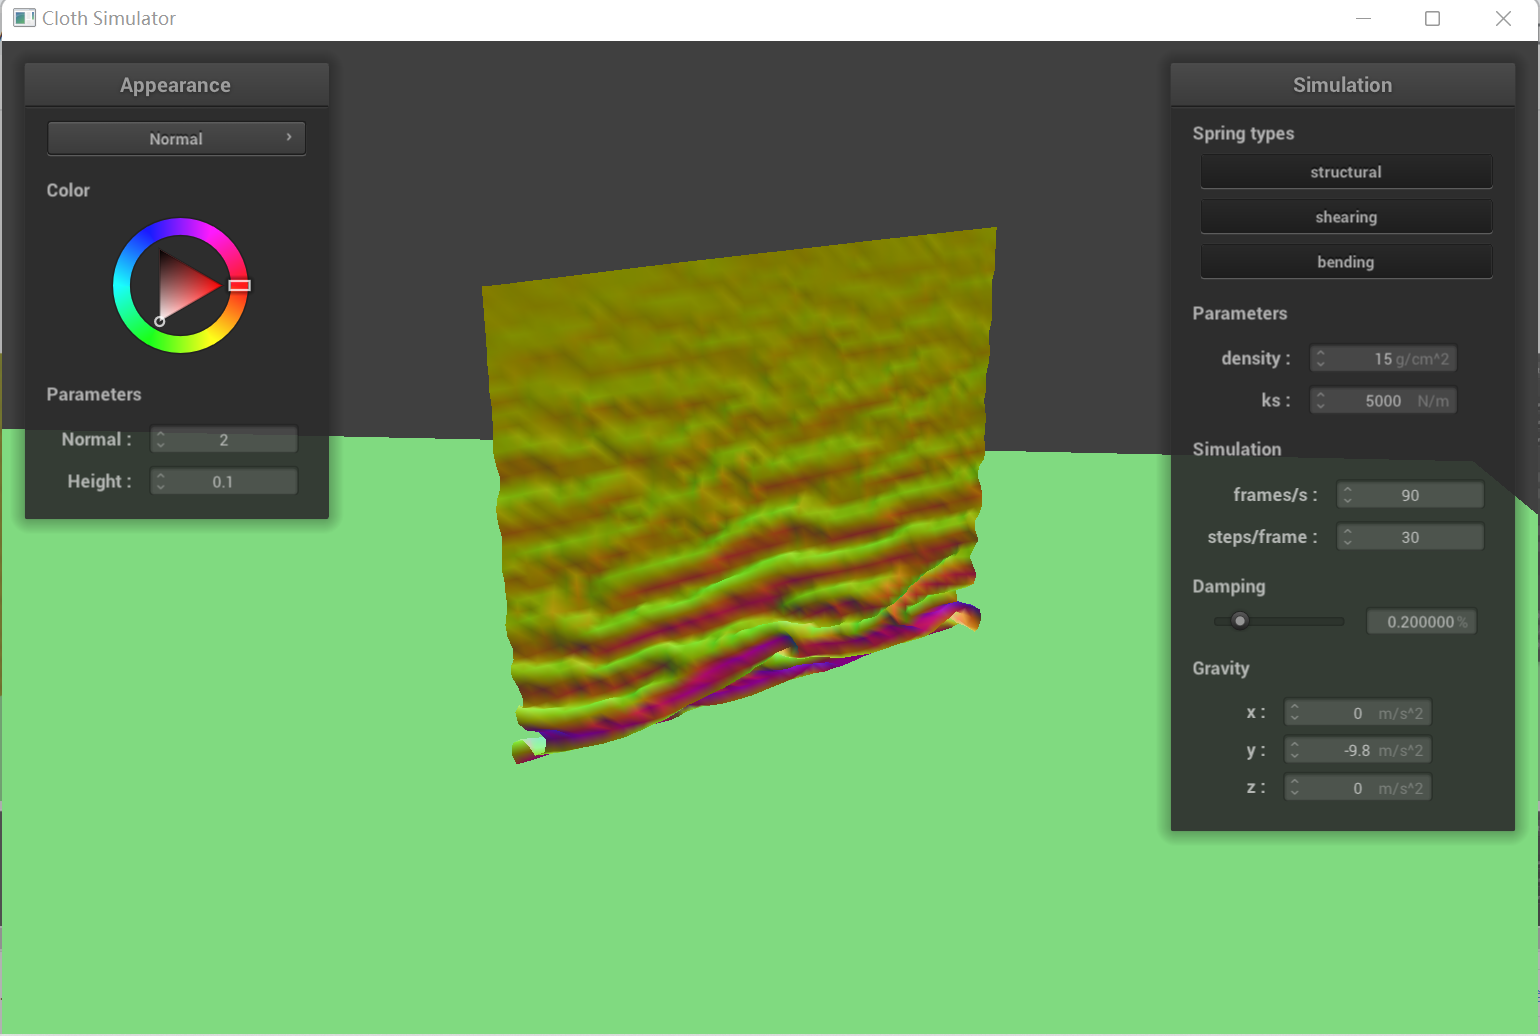 Cloth Simulator
Appearance
Normal
Color
Parameters
Normal : 2
Height : 0.1
Simulation
Spring types
structural
shearing
bending
Parameters
density : 15 g/cm^2
ks : 5000 N/m
Simulation
frames/s : 90
steps/frame : 30
Damping
0.200000 %
Gravity
x : 0 m/s^2
y : -9.8 m/s^2
z : 0 m/s^2